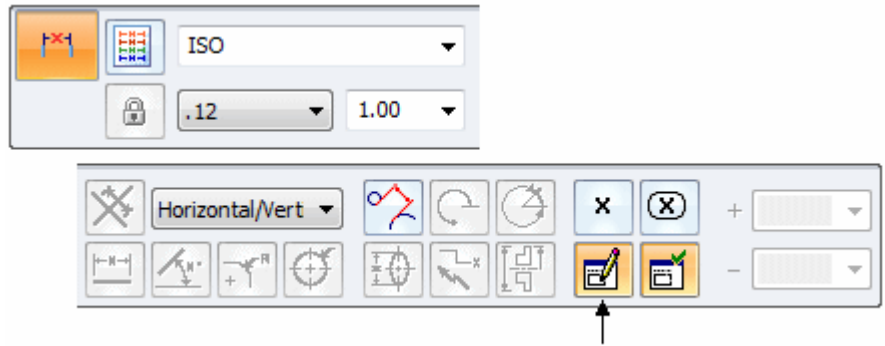 ISO
.12 1.00
Horizontal/Vert x x +
−